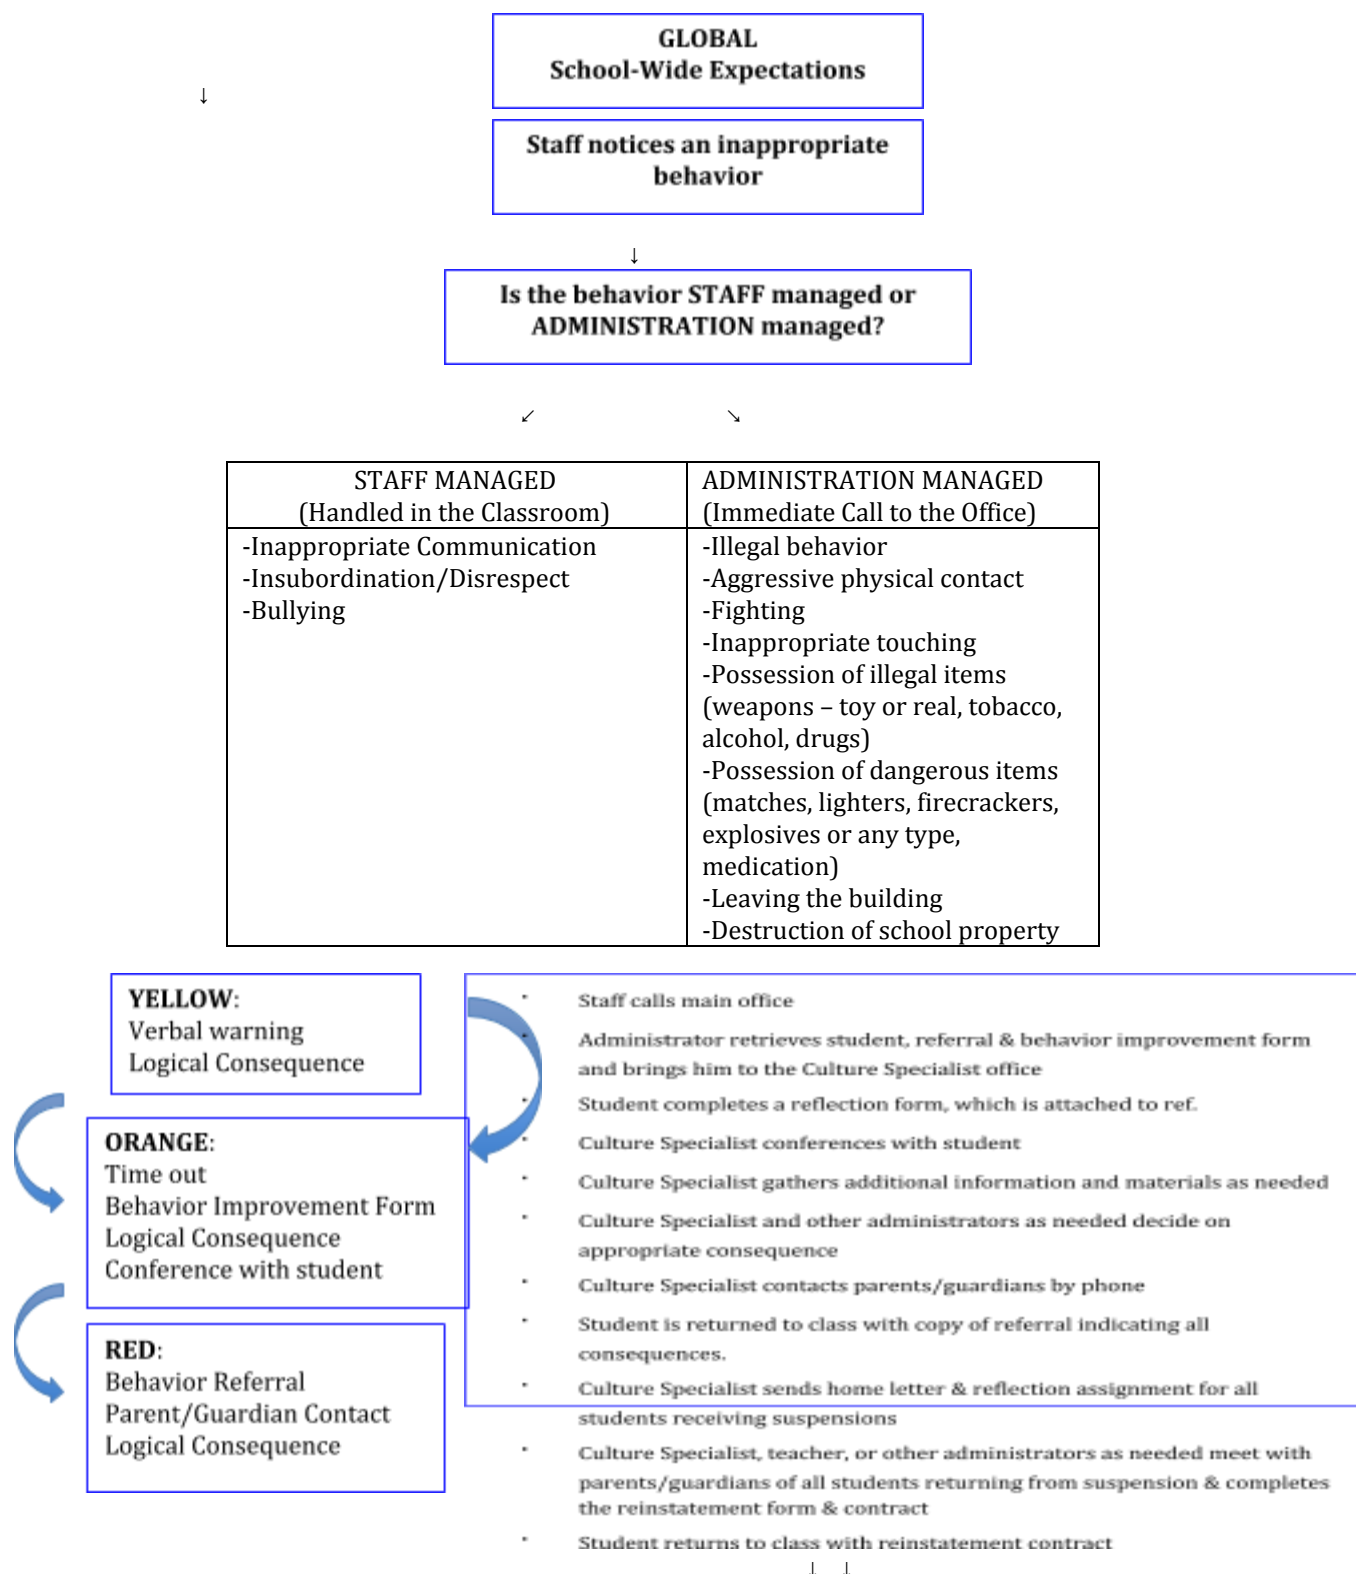 GLOBAL
School-Wide Expectations
↓
Staff notices an inappropriate
behavior
↓
Is the behavior STAFF managed or
ADMINISTRATION managed?
↙ ↘
STAFF MANAGED
(Handled in the Classroom)
-Inappropriate Communication
-Insubordination/Disrespect
-Bullying
ADMINISTRATION MANAGED
(Immediate Call to the Office)
-Illegal behavior
-Aggressive physical contact
-Fighting
-Inappropriate touching
-Possession of illegal items
(weapons – toy or real, tobacco,
alcohol, drugs)
-Possession of dangerous items
(matches, lighters, firecrackers,
explosives or any type,
medication)
-Leaving the building
-Destruction of school property
YELLOW:
Verbal warning
Logical Consequence
ORANGE:
Time out
Behavior Improvement Form
Logical Consequence
Conference with student
RED:
Behavior Referral
Parent/Guardian Contact
Logical Consequence
· Staff calls main office
· Administrator retrieves student, referral & behavior improvement form
and brings him to the Culture Specialist office
· Student completes a reflection form, which is attached to ref.
· Culture Specialist conferences with student
· Culture Specialist gathers additional information and materials as needed
· Culture Specialist and other administrators as needed decide on
appropriate consequence
· Culture Specialist contacts parents/guardians by phone
· Student is returned to class with copy of referral indicating all
consequences.
· Culture Specialist sends home letter & reflection assignment for all
students receiving suspensions
· Culture Specialist, teacher, or other administrators as needed meet with
parents/guardians of all students returning from suspension & completes
the reinstatement form & contract
· Student returns to class with reinstatement contract
↓ ↓